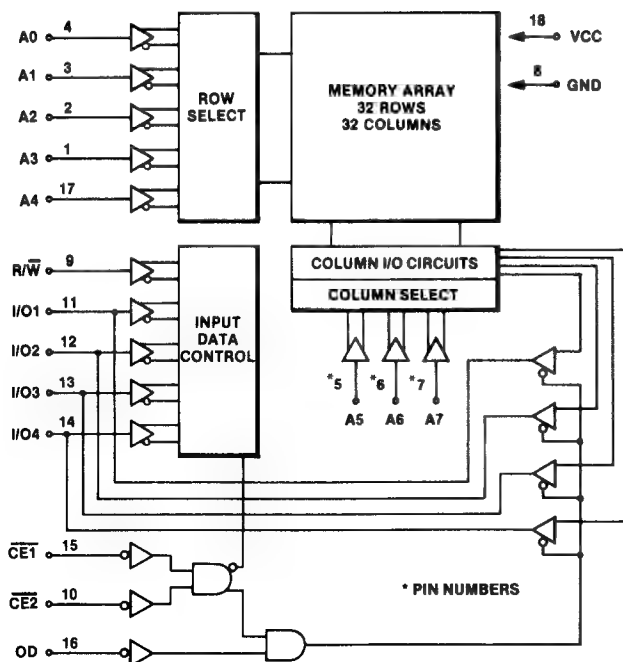 A0 4
A1 3
A2 2
A3 1
A4 17
ROW
SELECT
MEMORY ARRAY
32 ROWS
32 COLUMNS
18 VCC
8 GND
R/W̅ 9
I/O1 11
I/O2 12
I/O3 13
I/O4 14
INPUT
DATA
CONTROL
COLUMN I/O CIRCUITS
COLUMN SELECT
*5 *6 *7
A5 A6 A7
C̅E̅1̅ 15
C̅E̅2̅ 10
OD 16
* PIN NUMBERS